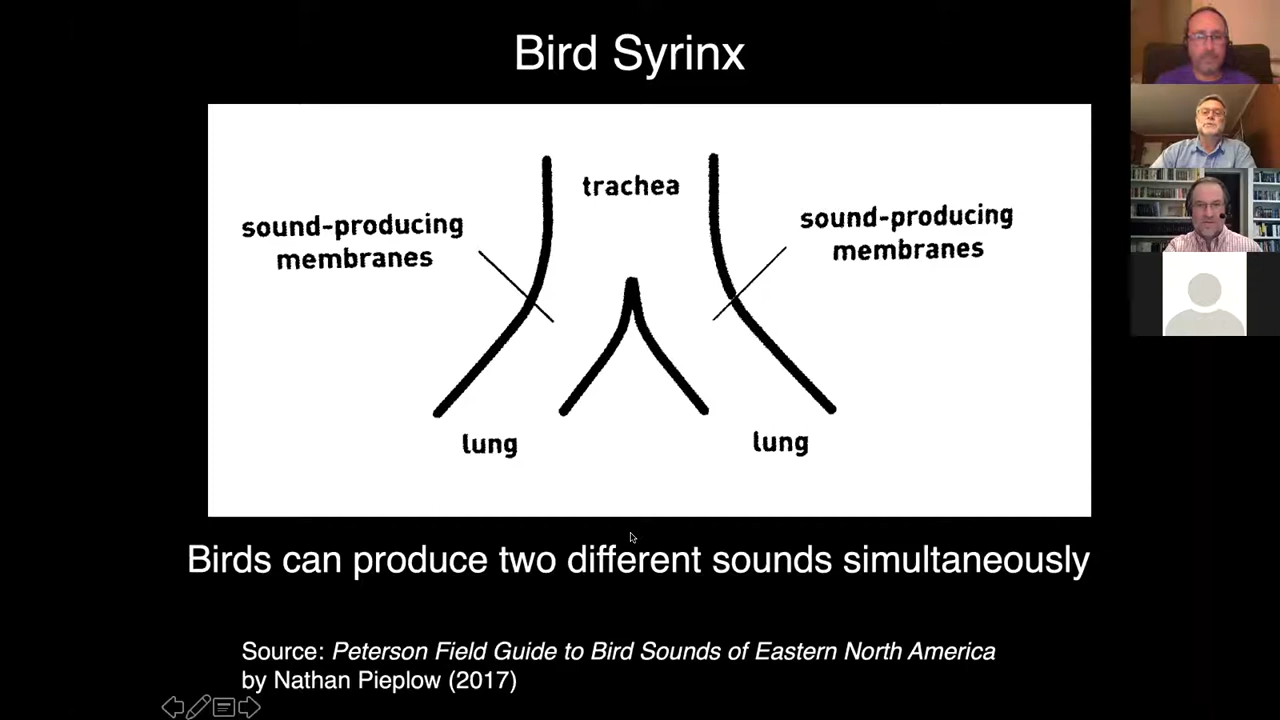 Bird Syrinx
trachea
sound-producing
membranes
sound-producing
membranes
lung
lung
Birds can produce two different sounds simultaneously
Source: Peterson Field Guide to Bird Sounds of Eastern North America
by Nathan Pieplow (2017)